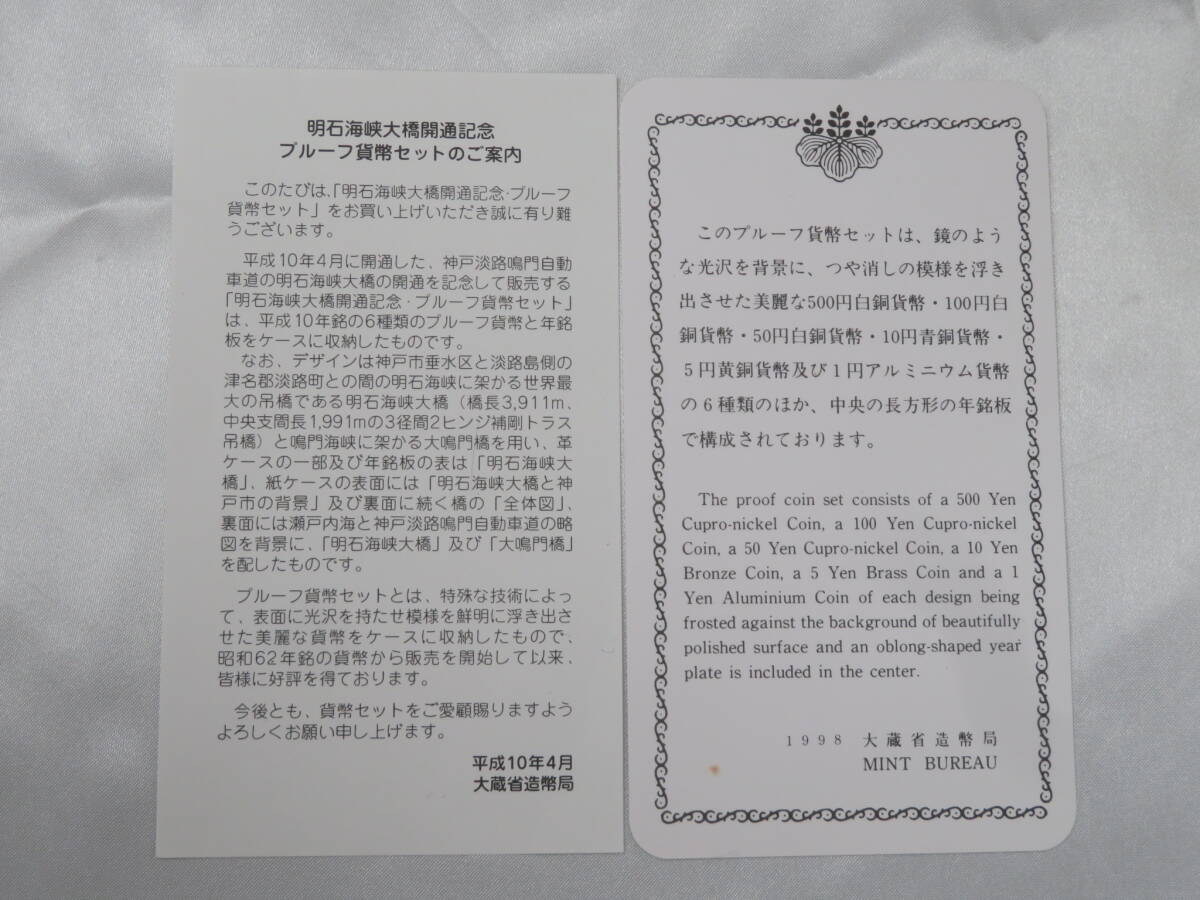 明石海峡大橋開通記念
プルーフ貨幣セットのご案内
このたびは、「明石海峡大橋開通記念・プルーフ
貨幣セット」をお買い上げいただき誠に有り難
うございます。
平成10年4月に開通した、神戸淡路鳴門自動
車道の明石海峡大橋の開通を記念して販売する
「明石海峡大橋開通記念・プルーフ貨幣セット」
は、平成10年銘の6種類のプルーフ貨幣と年銘
板をケースに収納したものです。
なお、デザインは神戸市垂水区と淡路島側の
津名郡淡路町との間の明石海峡に架かる世界最
大の吊橋である明石海峡大橋（橋長3,911m、
中央支間長1,991mの3径間2ヒンジ補剛トラス
吊橋）と鳴門海峡に架かる大鳴門橋を用い、革
ケースの一部及び年銘板の表は「明石海峡大
橋」、紙ケースの表面には「明石海峡大橋と神
戸市の背景」及び裏面に続く橋の「全体図」、
裏面には瀬戸内海と神戸淡路鳴門自動車道の略
図を背景に、「明石海峡大橋」及び「大鳴門橋」
を配したものです。
プルーフ貨幣セットとは、特殊な技術によっ
て、表面に光沢を持たせ模様を鮮明に浮き出さ
せた美麗な貨幣をケースに収納したもので、
昭和62年銘の貨幣から販売を開始して以来、
皆様に好評を得ております。
今後とも、貨幣セットをご愛顧賜りますよう
よろしくお願い申し上げます。
平成10年4月
大蔵省造幣局
このプルーフ貨幣セットは、鏡のよう
な光沢を背景に、つや消しの模様を浮き
出させた美麗な500円白銅貨幣・100円白
銅貨幣・50円白銅貨幣・10円青銅貨幣・
5円黄銅貨幣及び1円アルミニウム貨幣
の6種類のほか、中央の長方形の年銘板
で構成されております。
The proof coin set consists of a 500 Yen
Cupro-nickel Coin, a 100 Yen Cupro-nickel
Coin, a 50 Yen Cupro-nickel Coin, a 10 Yen
Bronze Coin, a 5 Yen Brass Coin and a 1
Yen Aluminium Coin of each design being
frosted against the background of beautifully
polished surface and an oblong-shaped year
plate is included in the center.
1998 大蔵省造幣局
MINT BUREAU